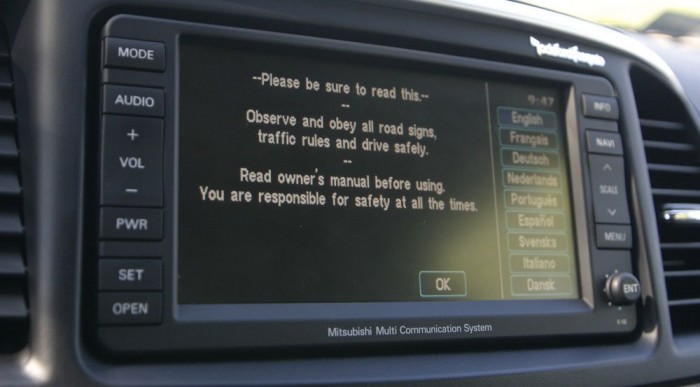 Rockford Fosgate
MODE
AUDIO
+
VOL
−
PWR
SET
OPEN
--Please be sure to read this.--
--
Observe and obey all road signs,
traffic rules and drive safely.
--
Read owner's manual before using.
You are responsible for safety at all the times.
OK
9:47
English
Français
Deutsch
Nederlands
Português
Español
Svenska
Italiano
Dansk
INFO
NAVI
SCALE
MENU
ENT
Mitsubishi Multi Communication System